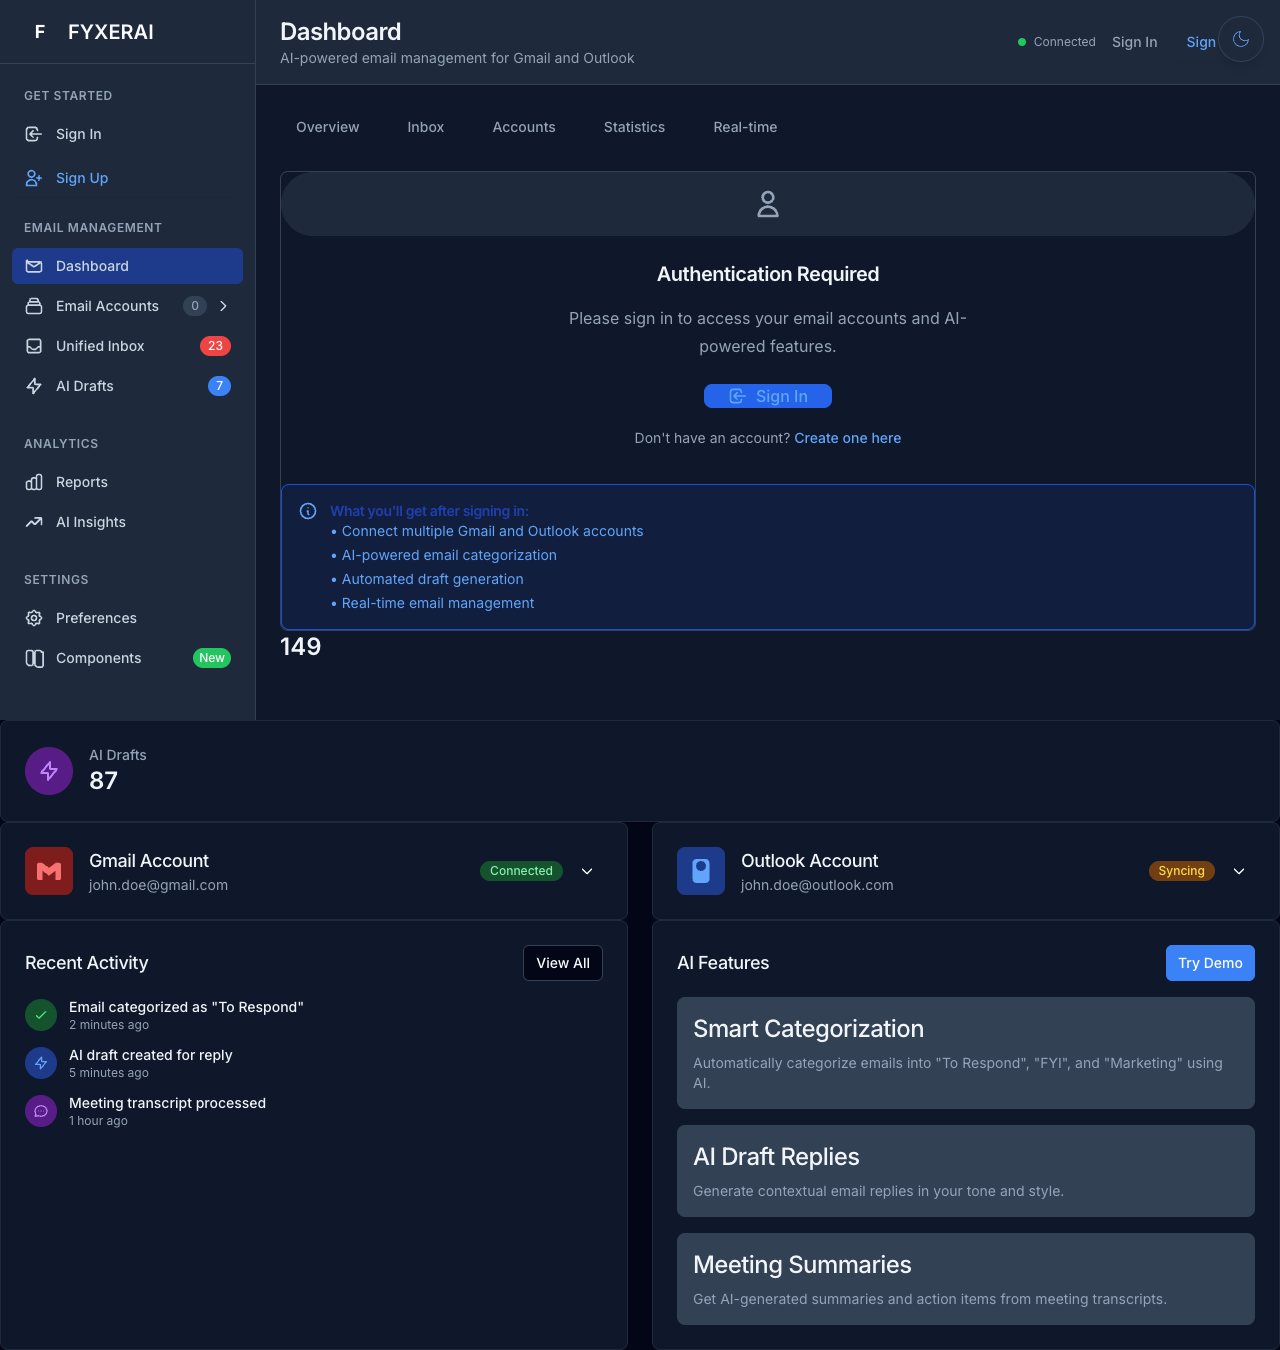 F FYXERAI
GET STARTED
Sign In
Sign Up
EMAIL MANAGEMENT
Dashboard
Email Accounts 0
Unified Inbox 23
AI Drafts 7
ANALYTICS
Reports
AI Insights
SETTINGS
Preferences
Components New
Dashboard
AI-powered email management for Gmail and Outlook
Connected Sign In Sign
Overview Inbox Accounts Statistics Real-time
Authentication Required
Please sign in to access your email accounts and AI-
powered features.
Sign In
Don't have an account? Create one here
What you'll get after signing in:
• Connect multiple Gmail and Outlook accounts
• AI-powered email categorization
• Automated draft generation
• Real-time email management
149
AI Drafts
87
Gmail Account
john.doe@gmail.com
Connected
Outlook Account
john.doe@outlook.com
Syncing
Recent Activity View All
Email categorized as "To Respond"
2 minutes ago
AI draft created for reply
5 minutes ago
Meeting transcript processed
1 hour ago
AI Features Try Demo
Smart Categorization
Automatically categorize emails into "To Respond", "FYI", and "Marketing" using
AI.
AI Draft Replies
Generate contextual email replies in your tone and style.
Meeting Summaries
Get AI-generated summaries and action items from meeting transcripts.